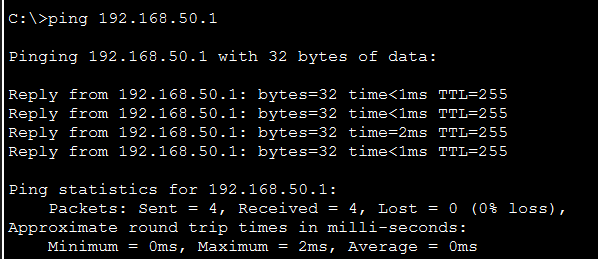 C:\>ping 192.168.50.1
Pinging 192.168.50.1 with 32 bytes of data:
Reply from 192.168.50.1: bytes=32 time<1ms TTL=255
Reply from 192.168.50.1: bytes=32 time<1ms TTL=255
Reply from 192.168.50.1: bytes=32 time=2ms TTL=255
Reply from 192.168.50.1: bytes=32 time<1ms TTL=255
Ping statistics for 192.168.50.1:
    Packets: Sent = 4, Received = 4, Lost = 0 (0% loss),
Approximate round trip times in milli-seconds:
    Minimum = 0ms, Maximum = 2ms, Average = 0ms